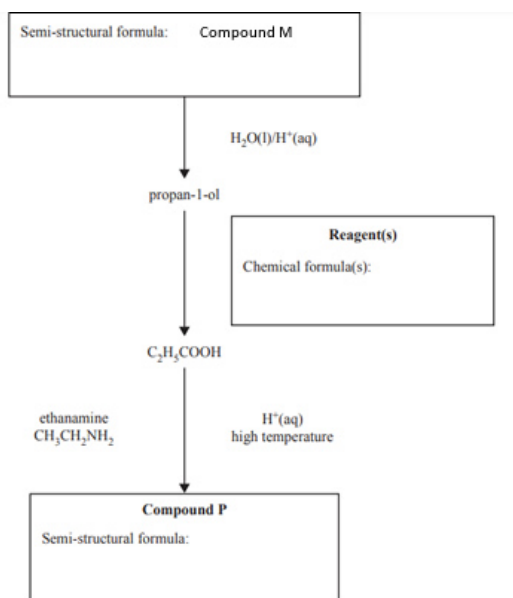 Semi-structural formula: Compound M
H₂O(l)/H⁺(aq)
propan-1-ol
Reagent(s)
Chemical formula(s):
C₂H₅COOH
ethanamine
CH₃CH₂NH₂
H⁺(aq)
high temperature
Compound P
Semi-structural formula: